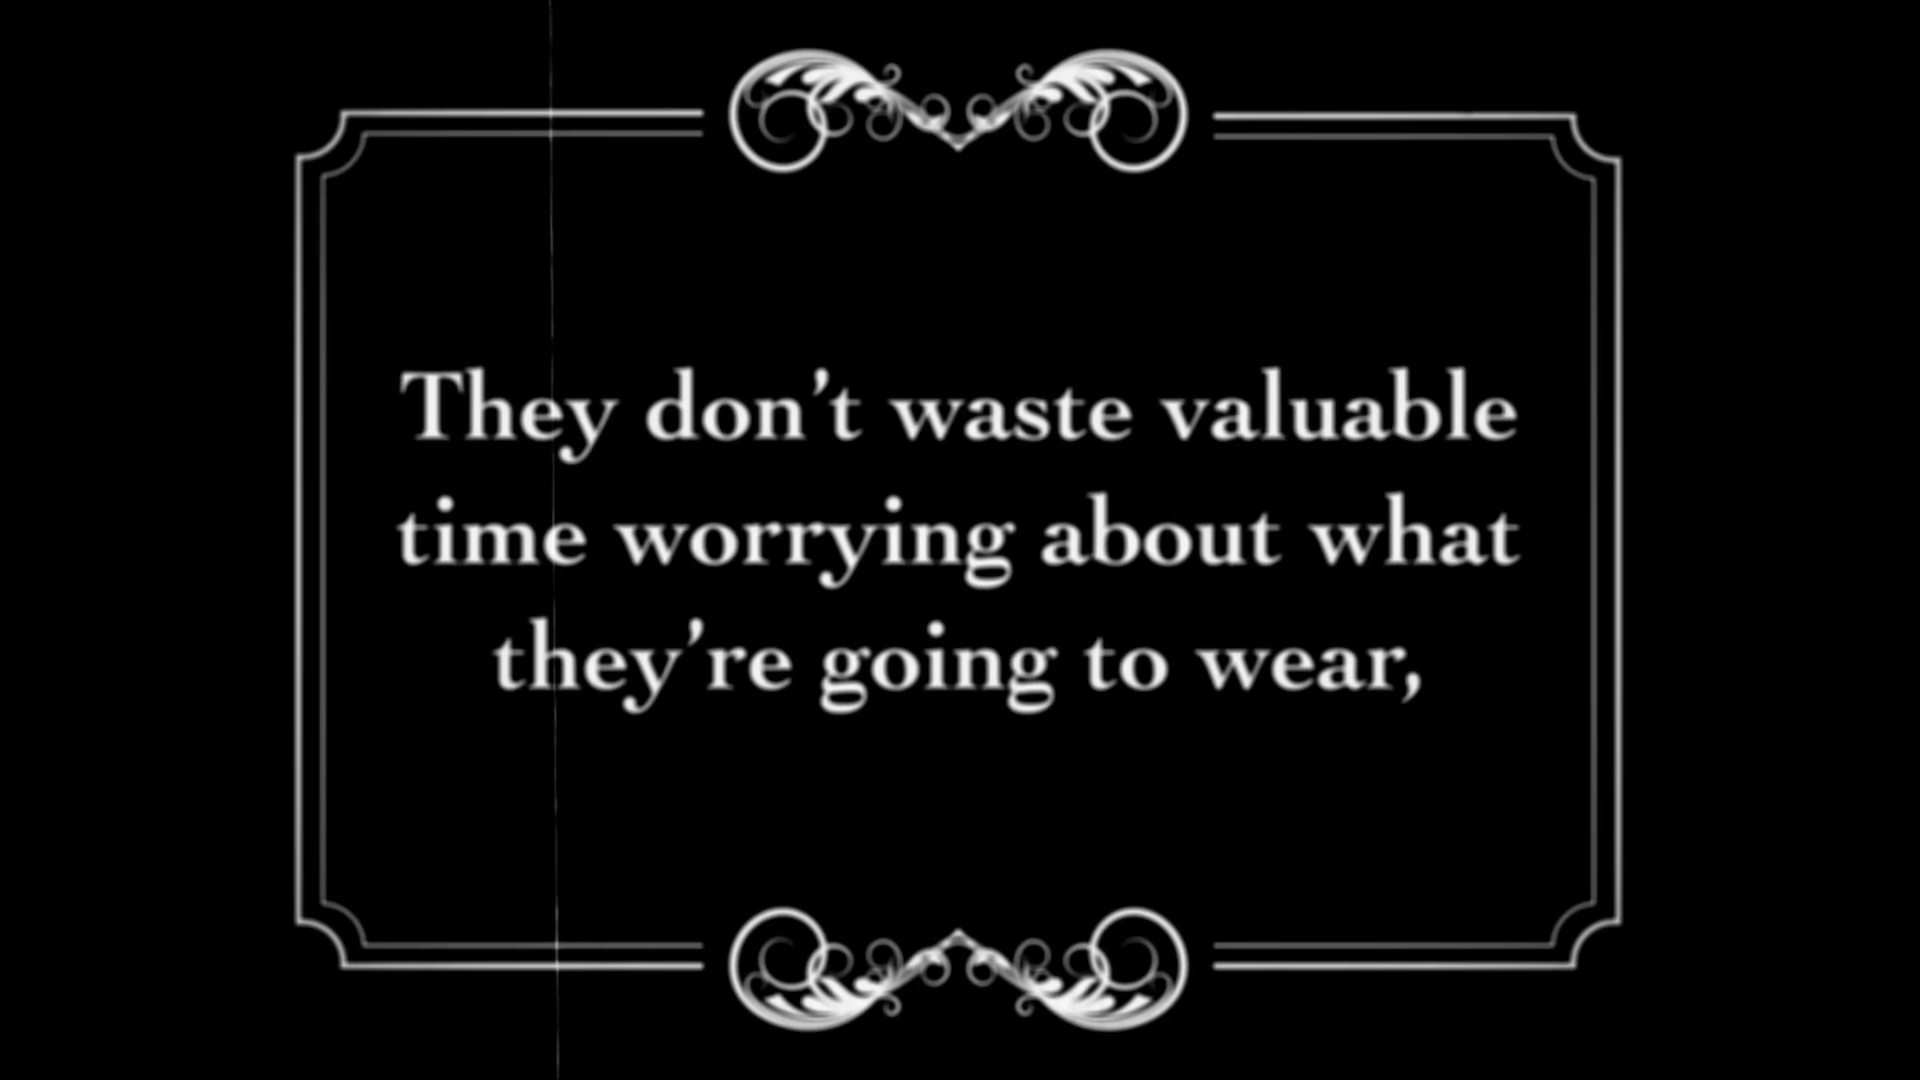 They don’t waste valuable
time worrying about what
they’re going to wear,